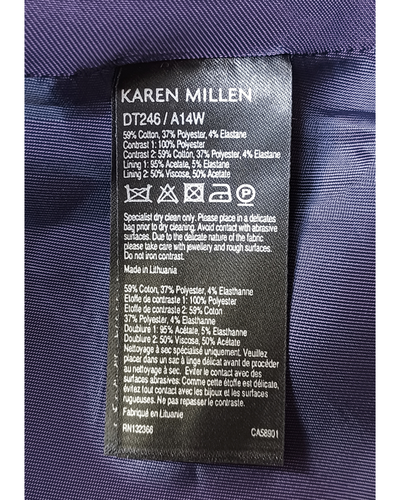 KAREN MILLEN
DT246 / A14W
59% Cotton, 37% Polyester, 4% Elastane
Contrast 1: 100% Polyester
Contrast 2: 59% Cotton, 37% Polyester, 4% Elastane
Lining 1: 95% Acetate, 5% Elastane
Lining 2: 50% Viscose, 50% Acetate
Specialist dry clean only. Please place in a delicates
bag prior to dry cleaning. Avoid contact with abrasive
surfaces. Due to the delicate nature of the fabric
please take care with jewellery and rough surfaces.
Do not iron contrast.
Made in Lithuania
59% Cotton, 37% Polyester, 4% Elasthanne
Etoffe de contraste 1: 100% Polyester
Etoffe de contraste 2: 59% Coton
37% Polyester, 4% Elasthanne
Doublure 1: 95% Acétate, 5% Elasthanne
Doublure 2: 50% Viscose, 50% Acétate
Nettoyage à sec spécialisé uniquement. Veuillez
placer dans un sac à linge délicat avant de procéder
au nettoyage à sec. Eviter le contact avec des
surfaces abrasives. Comme cette étoffe est délicate,
évitez le contact avec les bijoux et les surfaces
rugueuses. Ne pas repasser le contraste.
Fabriqué en Lituanie
RN132366 CA58901